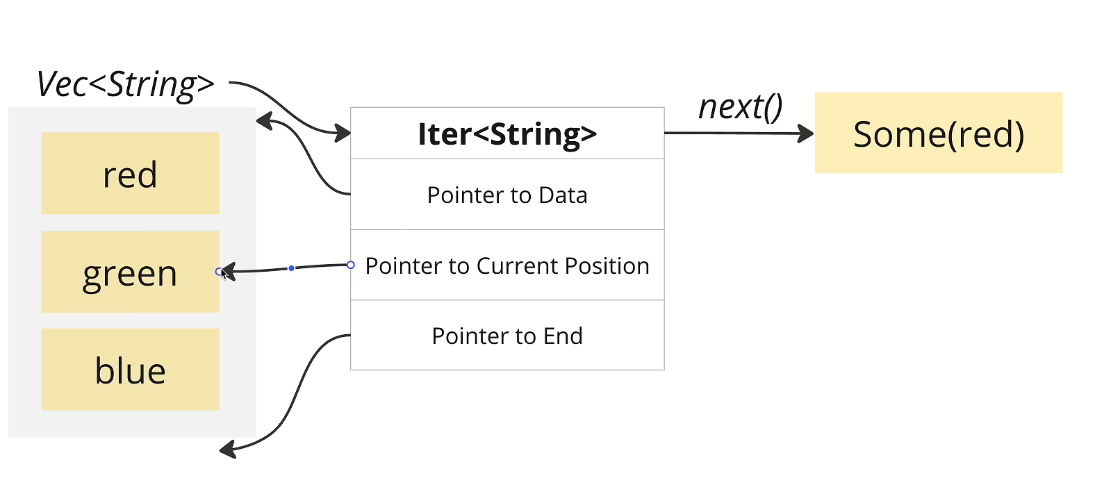 Vec<String>
red
green
blue
Iter<String>
Pointer to Data
Pointer to Current Position
Pointer to End
next()
Some(red)